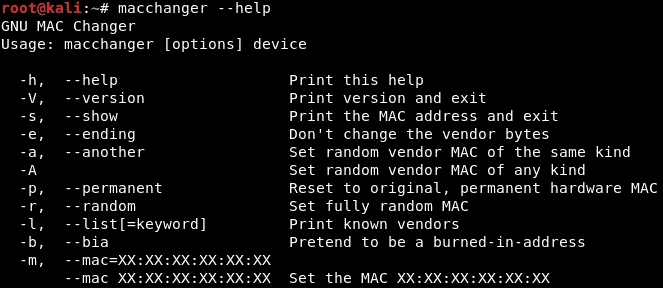 root@kali:~# macchanger --help
GNU MAC Changer
Usage: macchanger [options] device
-h, --help Print this help
-V, --version Print version and exit
-s, --show Print the MAC address and exit
-e, --ending Don't change the vendor bytes
-a, --another Set random vendor MAC of the same kind
-A Set random vendor MAC of any kind
-p, --permanent Reset to original, permanent hardware MAC
-r, --random Set fully random MAC
-l, --list[=keyword] Print known vendors
-b, --bia Pretend to be a burned-in-address
-m, --mac=XX:XX:XX:XX:XX:XX
--mac XX:XX:XX:XX:XX:XX Set the MAC XX:XX:XX:XX:XX:XX